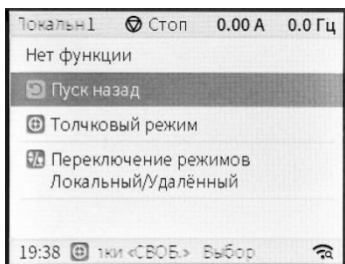 Локальн1 Стоп 0.00 А 0.0 Гц
Нет функции
Пуск назад
Толчковый режим
Переключение режимов
Локальный/Удалённый
19:38 тки «СВОБ.» Выбор